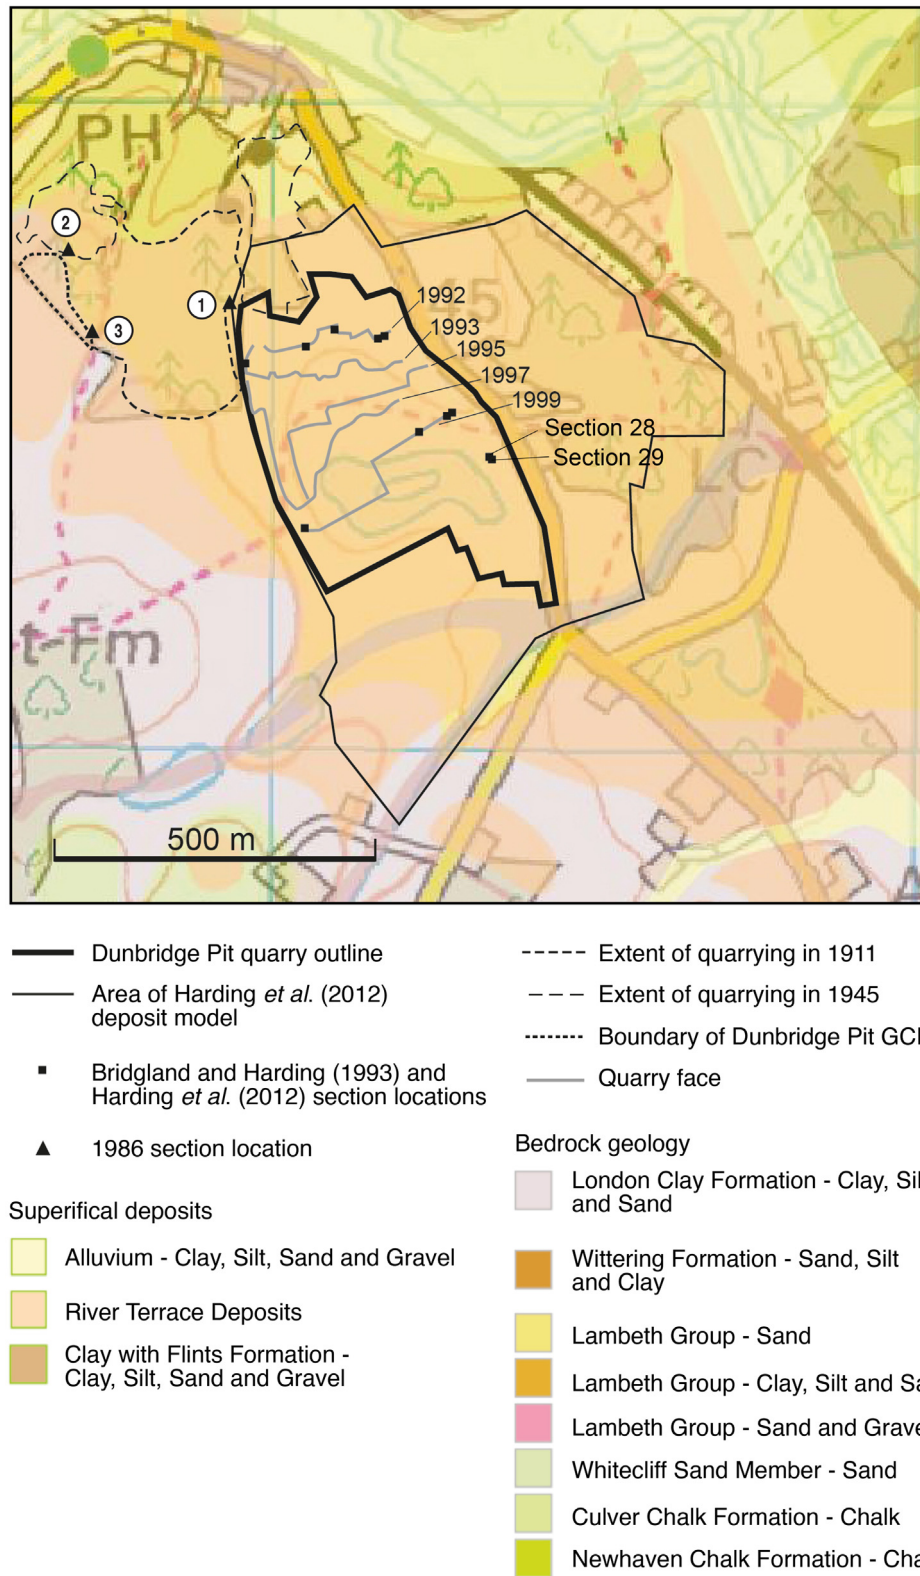 PH
2
1
3
45
1992
1993
1995
1997
1999
Section 28
Section 29
LC
t-Fm
500 m
Dunbridge Pit quarry outline
Area of Harding et al. (2012)
deposit model
Bridgland and Harding (1993) and
Harding et al. (2012) section locations
1986 section location
Superifical deposits
Alluvium - Clay, Silt, Sand and Gravel
River Terrace Deposits
Clay with Flints Formation -
Clay, Silt, Sand and Gravel
Extent of quarrying in 1911
Extent of quarrying in 1945
Boundary of Dunbridge Pit GC
Quarry face
Bedrock geology
London Clay Formation - Clay, Sil
and Sand
Wittering Formation - Sand, Silt
and Clay
Lambeth Group - Sand
Lambeth Group - Clay, Silt and Sa
Lambeth Group - Sand and Grave
Whitecliff Sand Member - Sand
Culver Chalk Formation - Chalk
Newhaven Chalk Formation - Cha